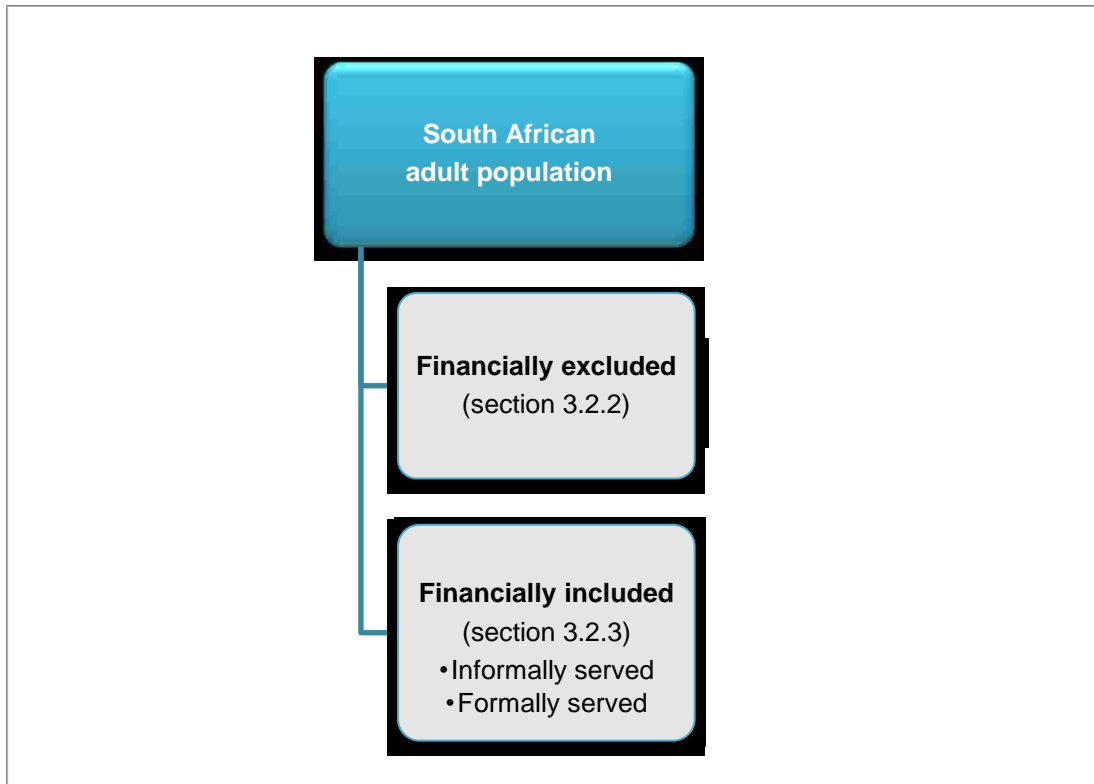 South African
adult population
Financially excluded
(section 3.2.2)
Financially included
(section 3.2.3)
•Informally served
•Formally served